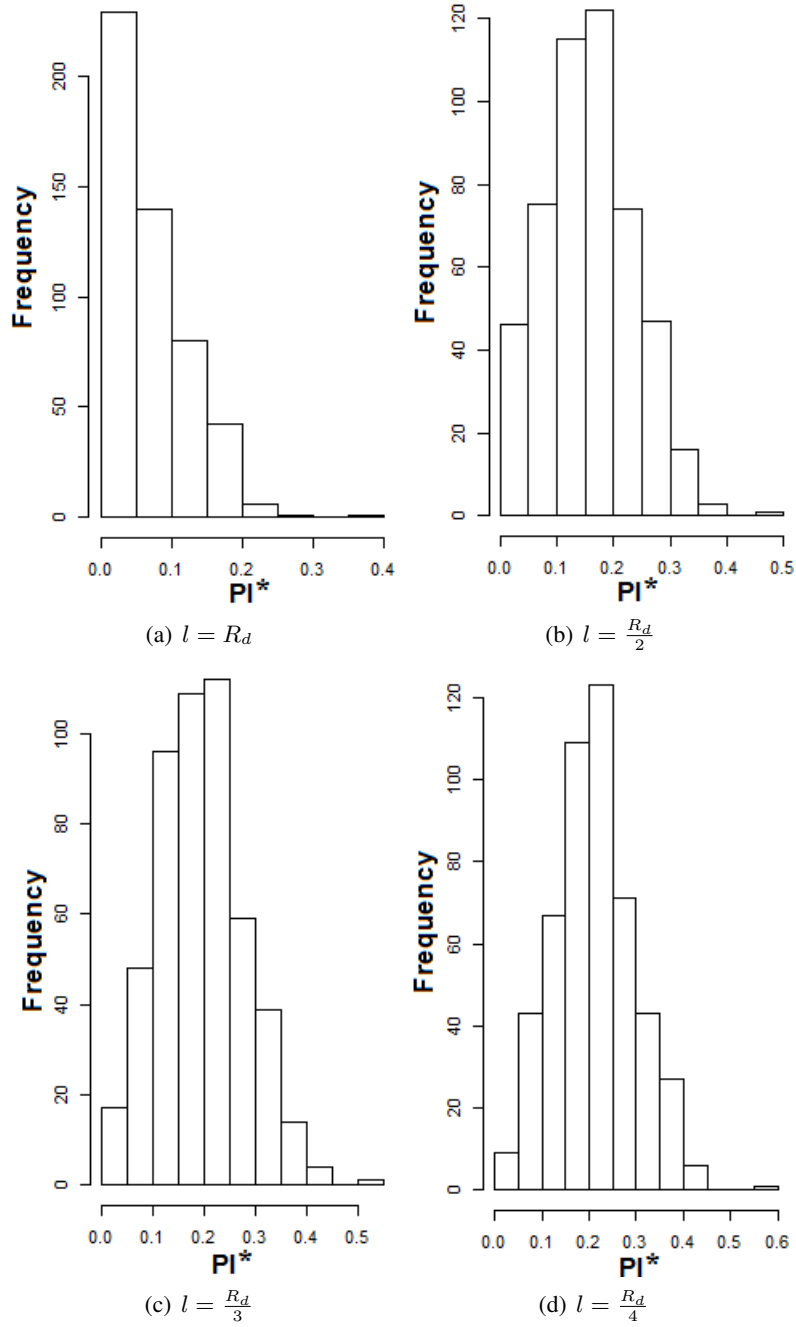 Frequency
0
50
100
150
200
0.0 0.1 0.2 0.3 0.4
PI*
(a) l = R_d
Frequency
0
20
40
60
80
100
120
0.0 0.1 0.2 0.3 0.4 0.5
PI*
(b) l = R_d/2
Frequency
0
20
40
60
80
100
0.0 0.1 0.2 0.3 0.4 0.5
PI*
(c) l = R_d/3
Frequency
0
20
40
60
80
100
120
0.0 0.1 0.2 0.3 0.4 0.5 0.6
PI*
(d) l = R_d/4